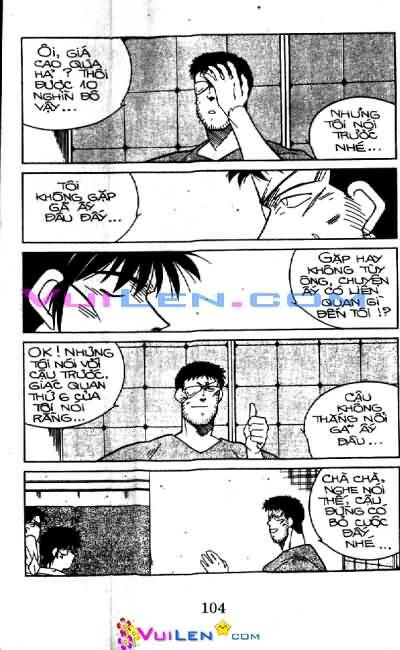 ÔI, GIÁ
CAO QUÁ
HẢ? THÔI
ĐƯỢC 10
NGHÌN ĐÔ
VẬY...
NHƯNG
TÔI NÓI
TRƯỚC
NHÉ...
TÔI
KHÔNG GẶP
GÃ ẤY
ĐÂU ĐẤY...
GẶP HAY
KHÔNG TÙY
ÔNG, CHUYỆN
ẤY CÓ LIÊN
QUAN GÌ
ĐẾN TÔI!?
VUILEN.COM
OK! NHƯNG
TÔI NÓI VỚI
CẬU TRƯỚC.
GIÁC QUAN
THỨ 6 CỦA
TÔI NÓI
RẰNG...
CẬU
KHÔNG
THẮNG NỔI
GÃ ẤY
ĐÂU...
CHÀ CHÀ,
NGHE NÓI
THẾ, CẬU
ĐỪNG CÓ
BỎ CUỘC
ĐẤY
NHÉ...
104
VUILEN.COM